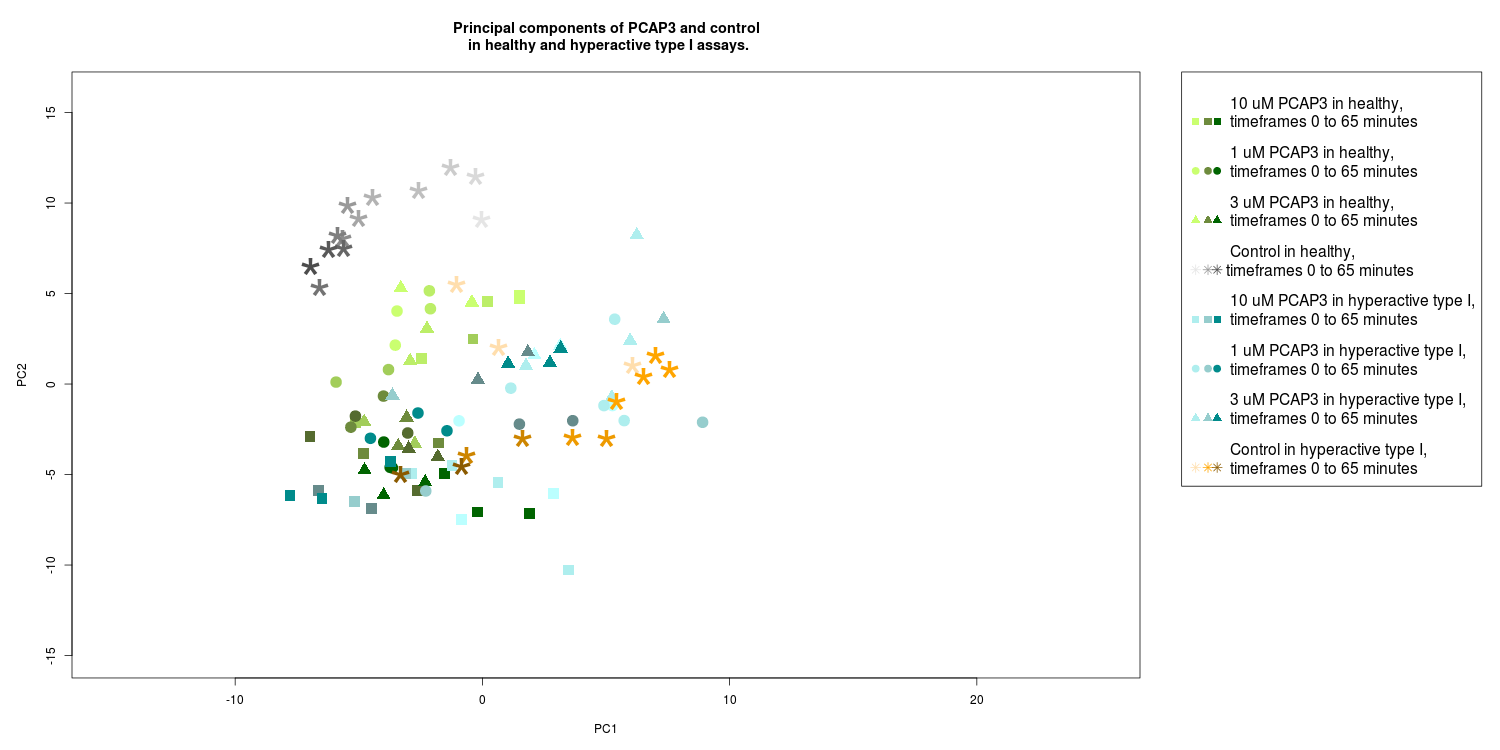 Principal components of PCAP3 and control
in healthy and hyperactive type I assays.
15
10
5
0
-5
-10
-15
PC2
-10
0
10
20
PC1
10 uM PCAP3 in healthy,
timeframes 0 to 65 minutes
1 uM PCAP3 in healthy,
timeframes 0 to 65 minutes
3 uM PCAP3 in healthy,
timeframes 0 to 65 minutes
Control in healthy,
timeframes 0 to 65 minutes
10 uM PCAP3 in hyperactive type I,
timeframes 0 to 65 minutes
1 uM PCAP3 in hyperactive type I,
timeframes 0 to 65 minutes
3 uM PCAP3 in hyperactive type I,
timeframes 0 to 65 minutes
Control in hyperactive type I,
timeframes 0 to 65 minutes